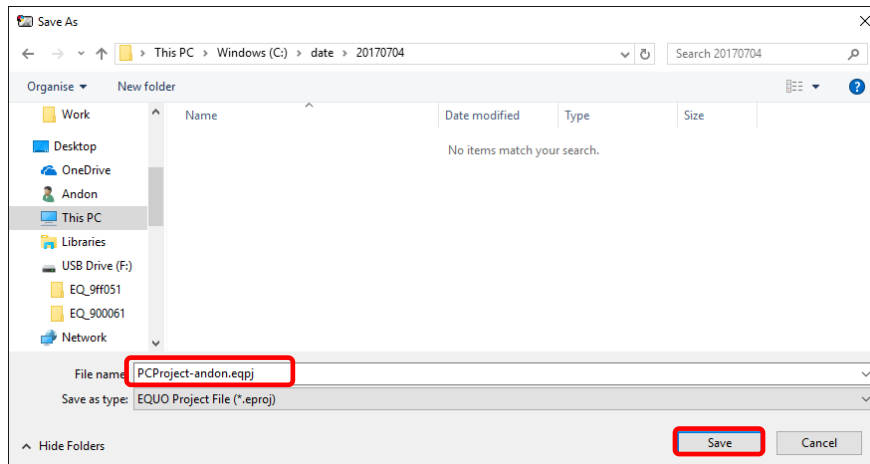 Save As
This PC > Windows (C:) > date > 20170704
Search 20170704
Organise
New folder
Name
Date modified
Type
Size
No items match your search.
Work
Desktop
OneDrive
Andon
This PC
Libraries
USB Drive (F:)
EQ_9ff051
EQ_900061
Network
File name: PCProject-andon.eqpj
Save as type: EQUO Project File (*.eproj)
Hide Folders
Save
Cancel